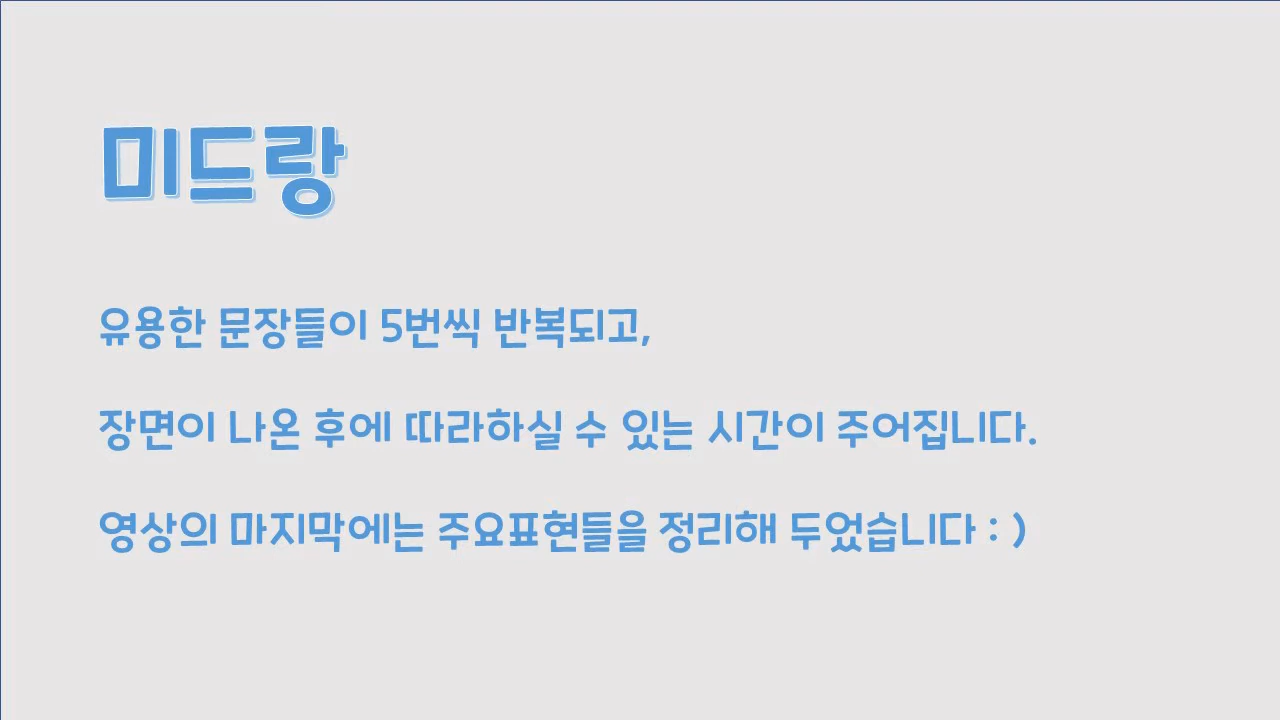 미드랑
유용한 문장들이 5번씩 반복되고,
장면이 나온 후에 따라하실 수 있는 시간이 주어집니다.
영상의 마지막에는 주요표현들을 정리해 두었습니다 : )